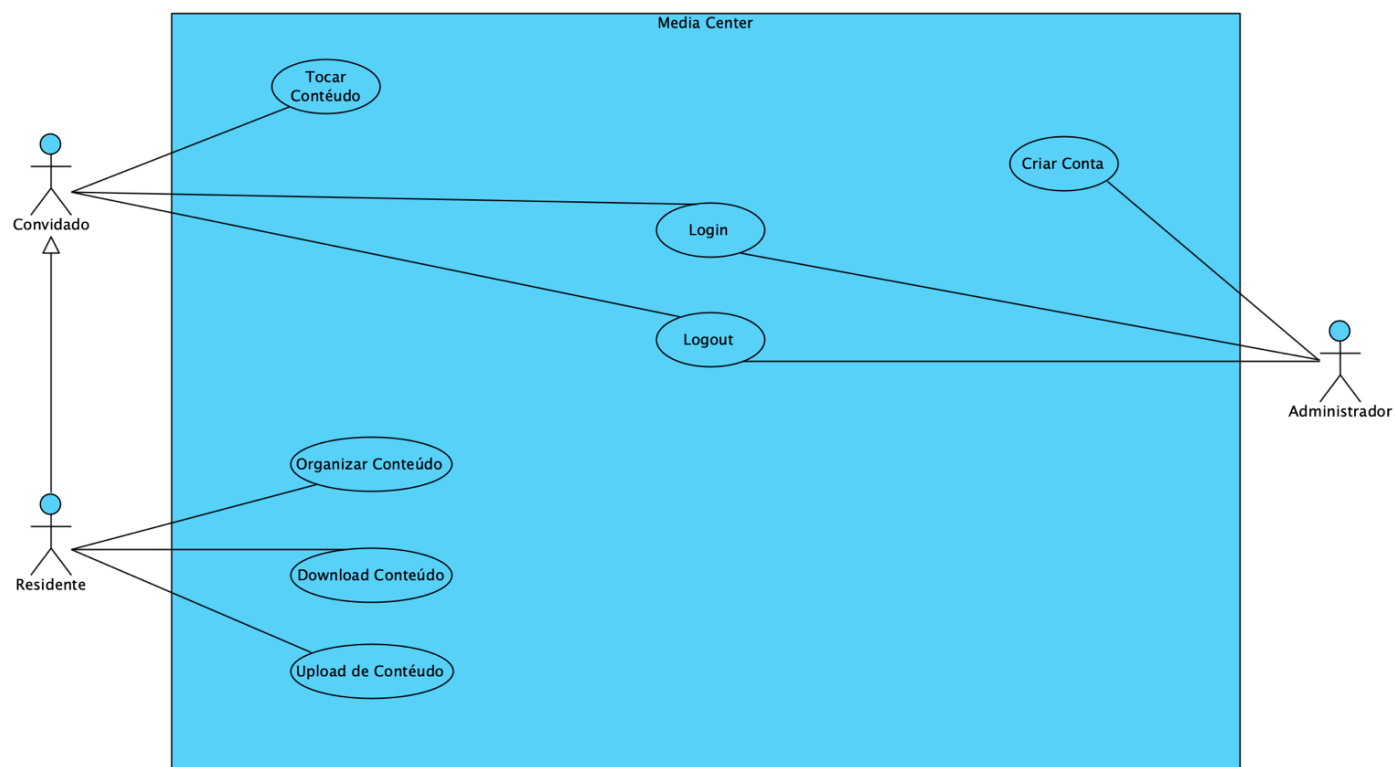 Media Center
Tocar
Contéudo
Criar Conta
Convidado
Login
Logout
Administrador
Organizar Conteúdo
Download Conteúdo
Residente
Upload de Contéudo